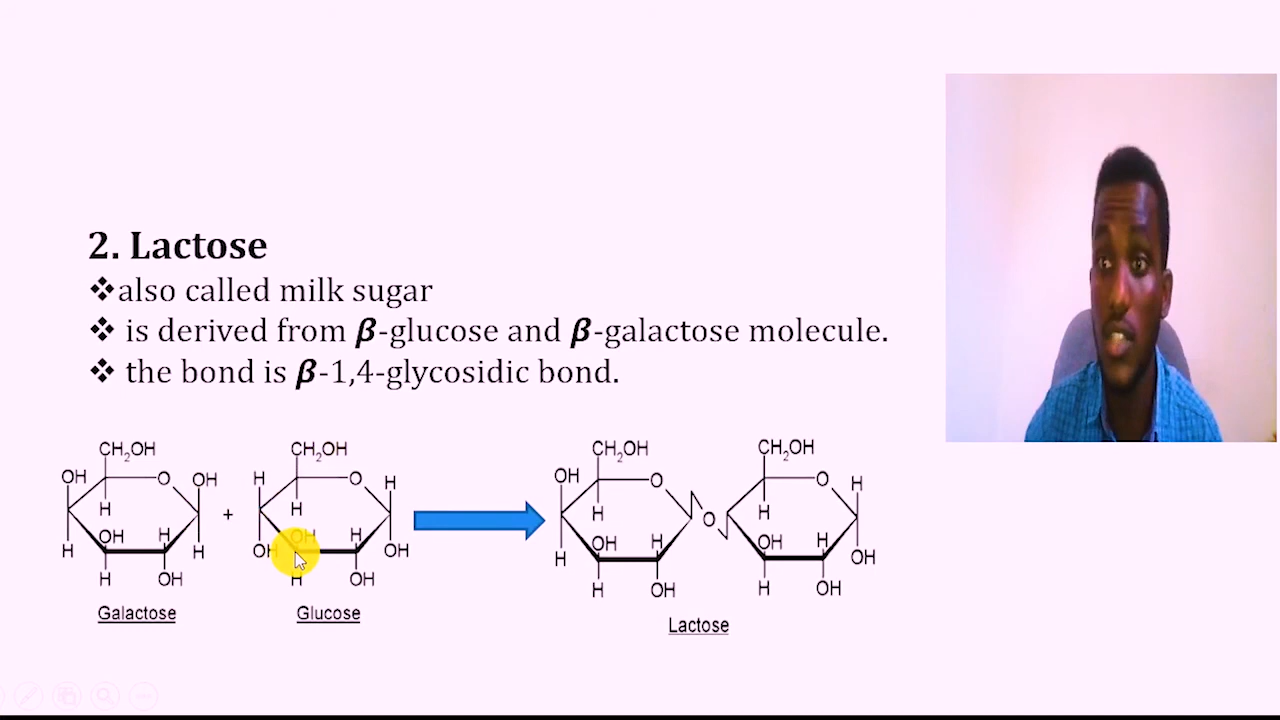 2. Lactose
❖also called milk sugar
❖ is derived from β-glucose and β-galactose molecule.
❖ the bond is β-1,4-glycosidic bond.
CH₂OH CH₂OH CH₂OH CH₂OH
OH O OH H O H OH O O H
H + H H O H
OH H OH H OH H OH H
H H OH OH H OH
H OH H OH H OH H OH
Galactose Glucose Lactose